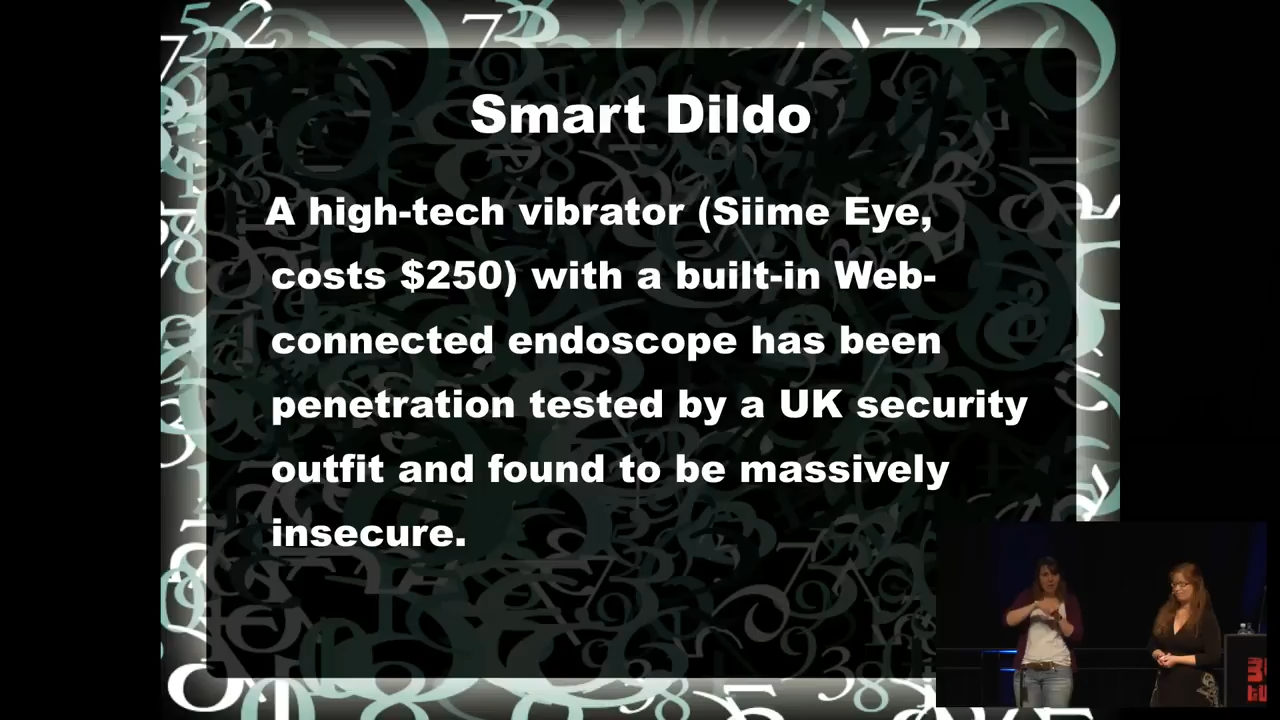 Smart Dildo
A high-tech vibrator (Siime Eye,
costs $250) with a built-in Web-
connected endoscope has been
penetration tested by a UK security
outfit and found to be massively
insecure.